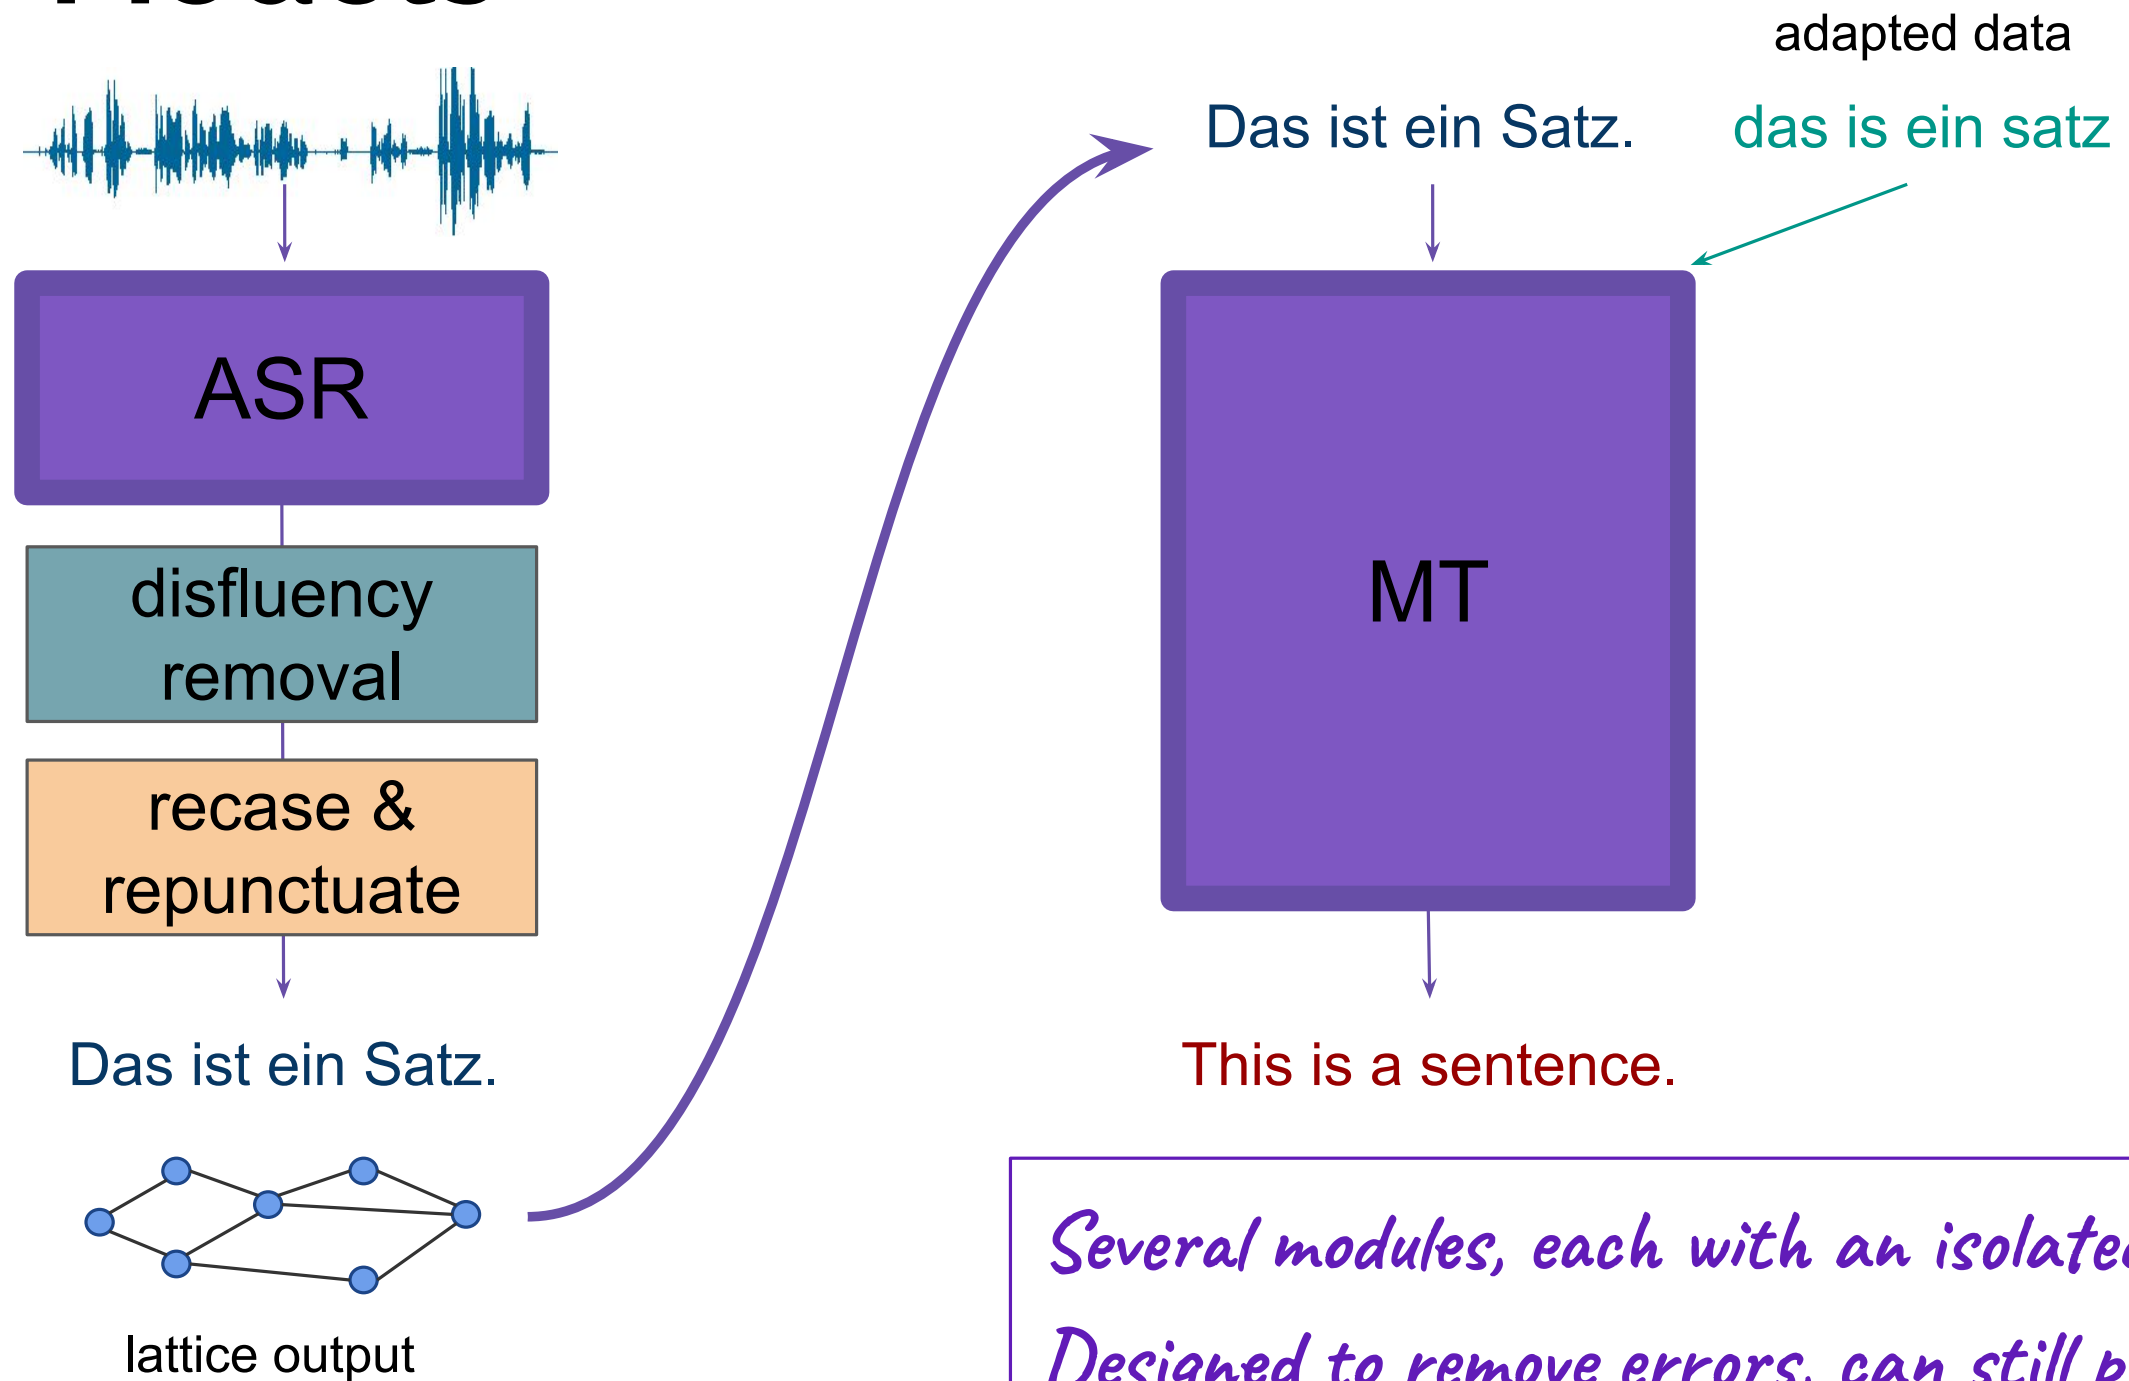 ASR
disfluency
removal
recase &
repunctuate
Das ist ein Satz.
lattice output
adapted data
Das ist ein Satz.
das is ein satz
MT
This is a sentence.
Several modules, each with an
Designed to remove errors, can still